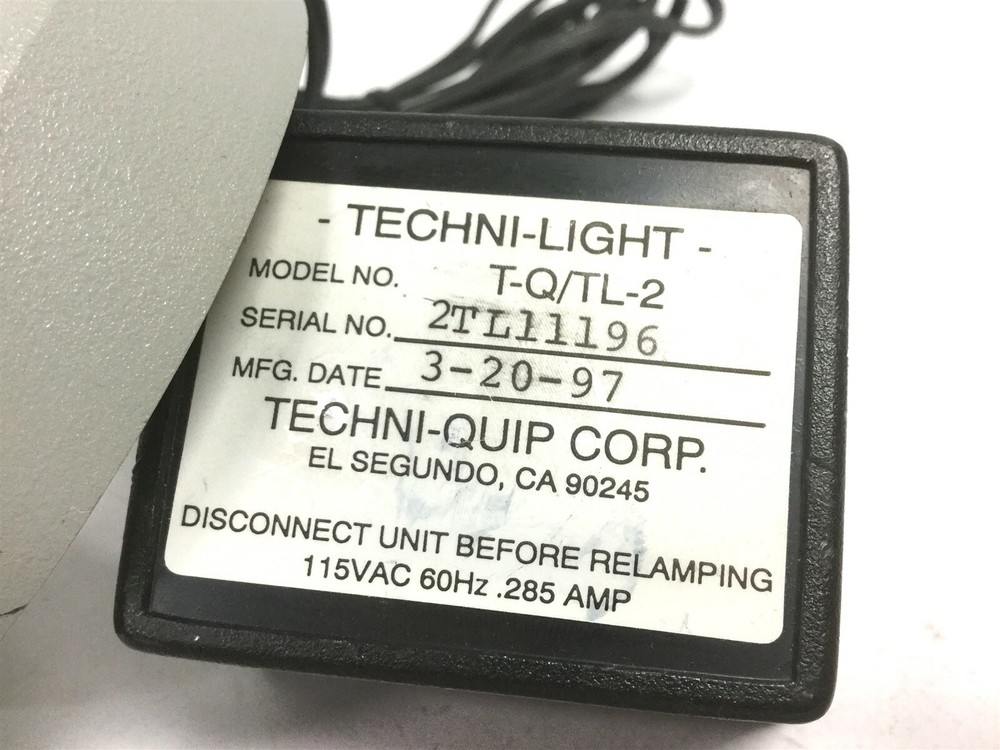 - TECHNI-LIGHT -
MODEL NO. T-Q/TL-2
SERIAL NO. 2TL11196
MFG. DATE 3-20-97
TECHNI-QUIP CORP.
EL SEGUNDO, CA 90245
DISCONNECT UNIT BEFORE RELAMPING
115VAC 60Hz .285 AMP